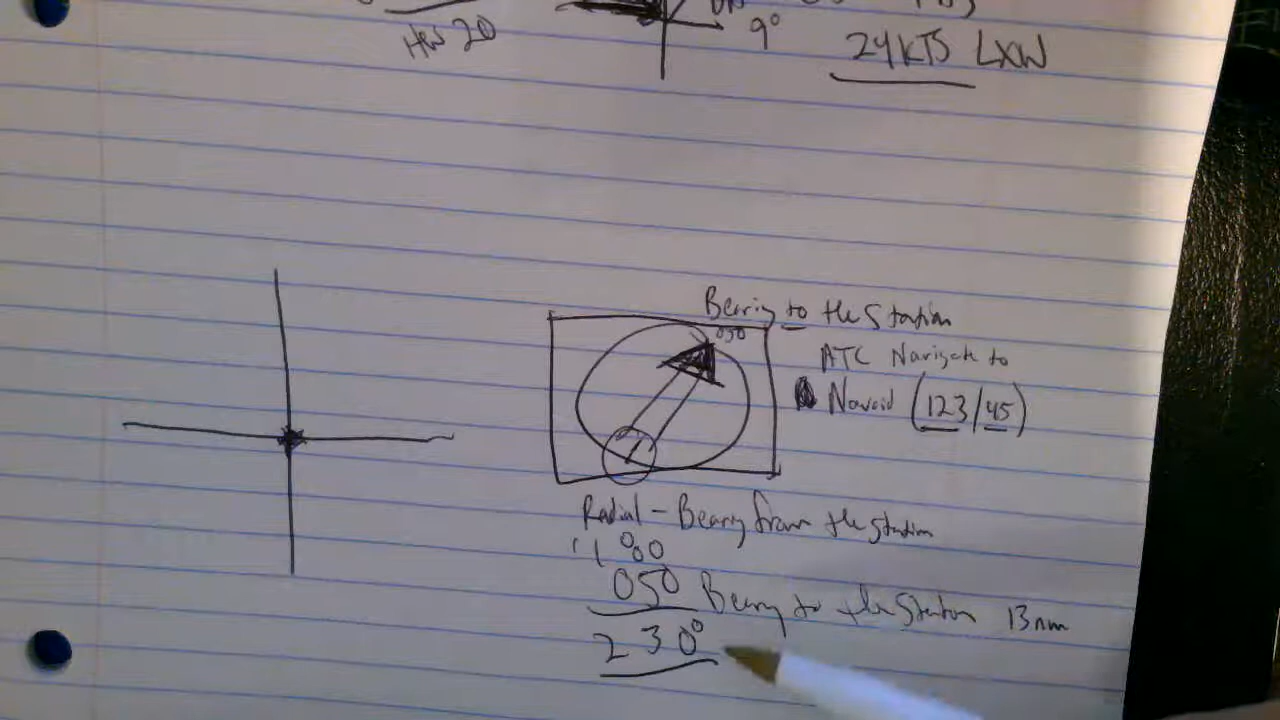 HW 20
9°
24KTS LXW
Bearing to the Station
050
ATC Navigate to
Navaid (123/45)
Radial - Bearing from the station
050 Bearing to the Station 13nm
230°